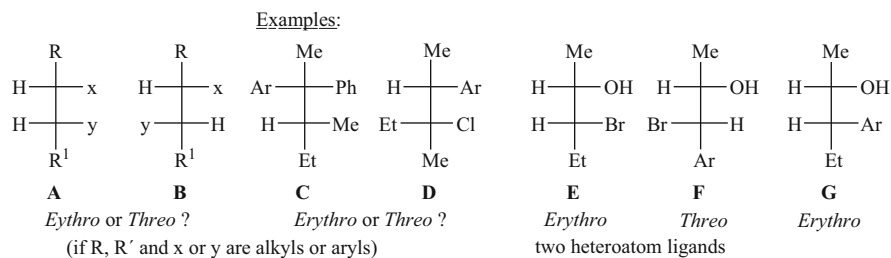 Examples:
R R Me Me Me Me Me
H x H x Ar Ph H Ar H OH H OH H OH
H y y H H Me Et Cl H Br Br H H Ar
R1 R1 Et Me Et Ar Et
A B C D E F G
Eythro or Threo ? Erythro or Threo ? Erythro Threo Erythro
(if R, R´ and x or y are alkyls or aryls) two heteroatom ligands